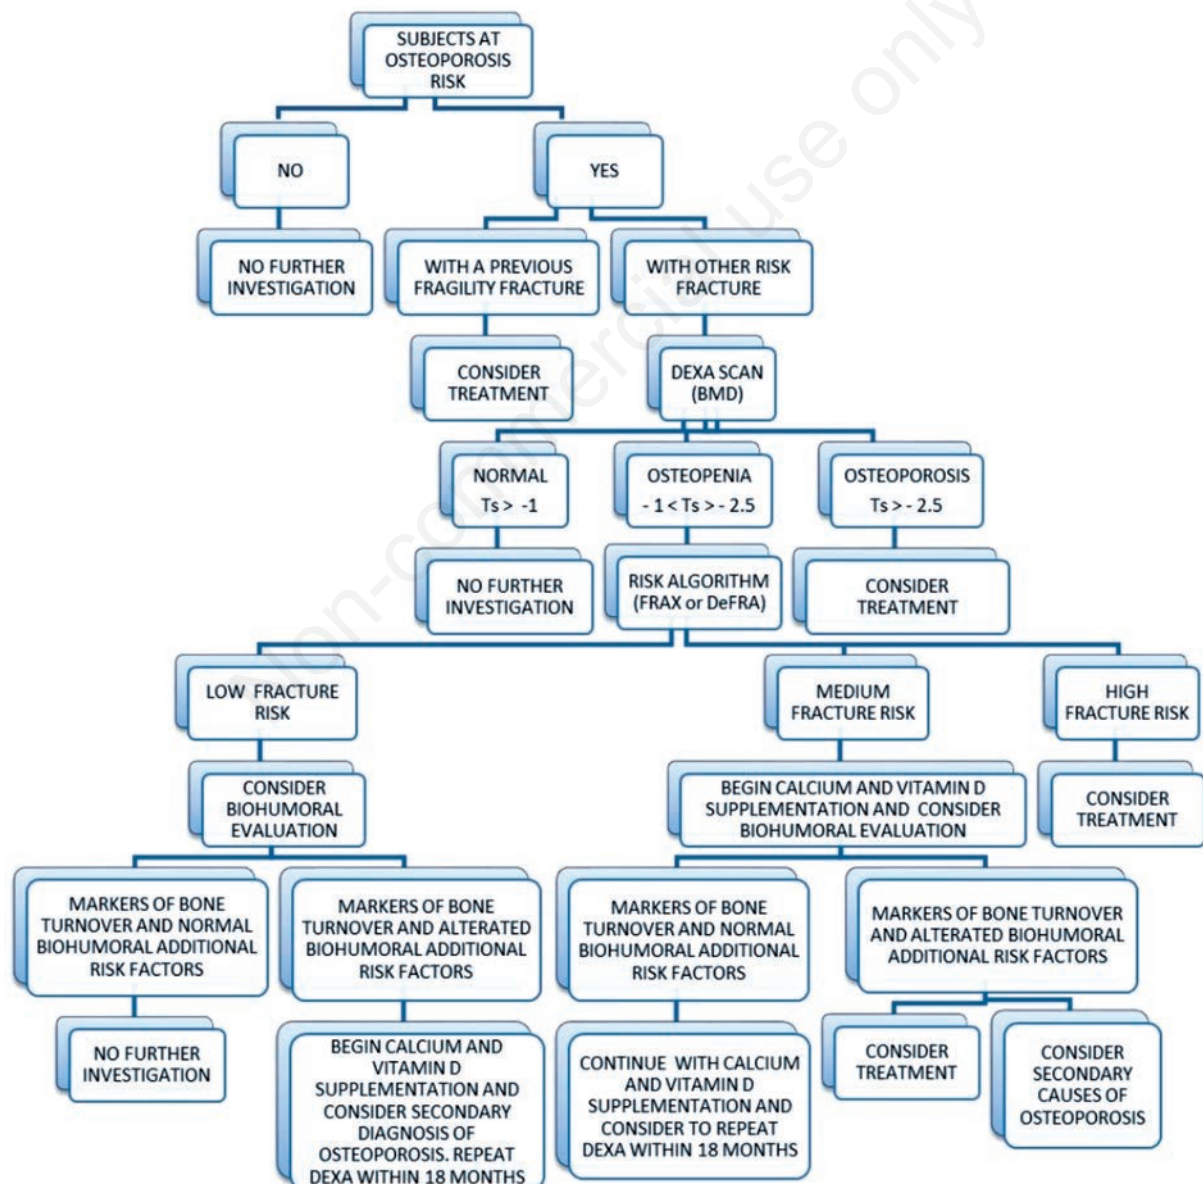 SUBJECTS AT
OSTEOPOROSIS
RISK
NO
YES
NO FURTHER
INVESTIGATION
WITH A PREVIOUS
FRAGILITY FRACTURE
WITH OTHER RISK
FRACTURE
CONSIDER
TREATMENT
DEXA SCAN
(BMD)
NORMAL
Ts > -1
OSTEOPENIA
- 1 < Ts > - 2.5
OSTEOPOROSIS
Ts > - 2.5
NO FURTHER
INVESTIGATION
RISK ALGORITHM
(FRAX or DeFRA)
CONSIDER
TREATMENT
LOW FRACTURE
RISK
MEDIUM
FRACTURE RISK
HIGH
FRACTURE RISK
CONSIDER
BIOHUMORAL
EVALUATION
BEGIN CALCIUM AND VITAMIN D
SUPPLEMENTATION AND CONSIDER
BIOHUMORAL EVALUATION
CONSIDER
TREATMENT
MARKERS OF BONE
TURNOVER AND NORMAL
BIOHUMORAL ADDITIONAL
RISK FACTORS
MARKERS OF BONE
TURNOVER AND ALTERATED
BIOHUMORAL ADDITIONAL
RISK FACTORS
MARKERS OF BONE
TURNOVER AND NORMAL
BIOHUMORAL ADDITIONAL
RISK FACTORS
MARKERS OF BONE TURNOVER
AND ALTERATED BIOHUMORAL
ADDITIONAL RISK FACTORS
NO FURTHER
INVESTIGATION
BEGIN CALCIUM AND
VITAMIN D
SUPPLEMENTATION AND
CONSIDER SECONDARY
DIAGNOSIS OF
OSTEOPOROSIS. REPEAT
DEXA WITHIN 18 MONTHS
CONTINUE WITH CALCIUM
AND VITAMIN D
SUPPLEMENTATION AND
CONSIDER TO REPEAT
DEXA WITHIN 18 MONTHS
CONSIDER
TREATMENT
CONSIDER
SECONDARY
CAUSES OF
OSTEOPOROSIS
Non-commercial use only